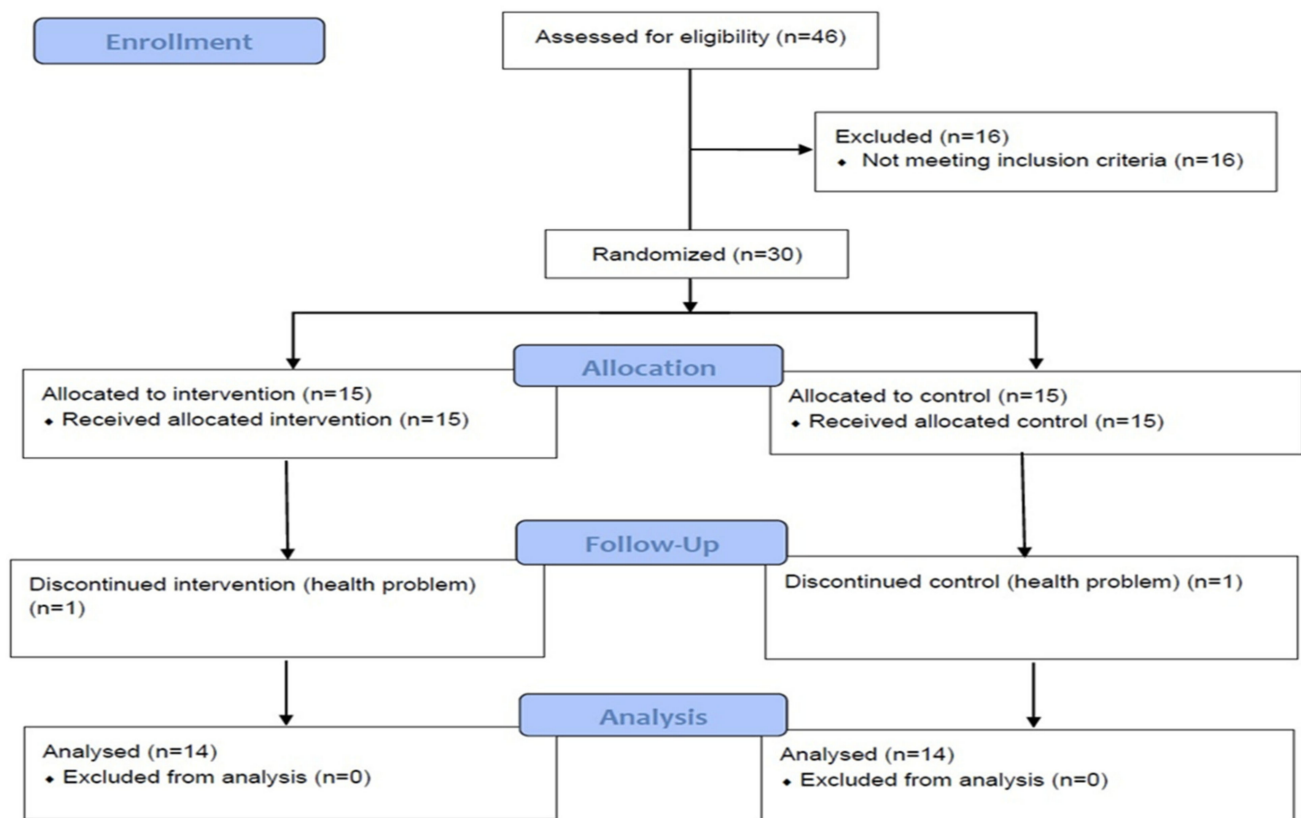 Enrollment
Assessed for eligibility (n=46)
Excluded (n=16)
⬥ Not meeting inclusion criteria (n=16)
Randomized (n=30)
Allocation
Allocated to intervention (n=15)
⬥ Received allocated intervention (n=15)
Allocated to control (n=15)
⬥ Received allocated control (n=15)
Follow-Up
Discontinued intervention (health problem)
(n=1)
Discontinued control (health problem) (n=1)
Analysis
Analysed (n=14)
⬥ Excluded from analysis (n=0)
Analysed (n=14)
⬥ Excluded from analysis (n=0)